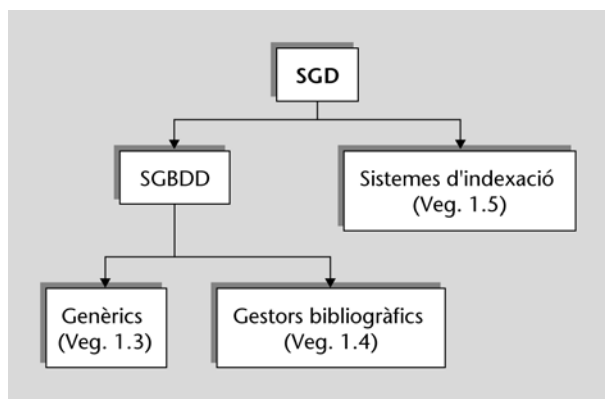 SGD
SGBDD
Sistemes d'indexació
(Veg. 1.5)
Genèrics
(Veg. 1.3)
Gestors bibliogràfics
(Veg. 1.4)